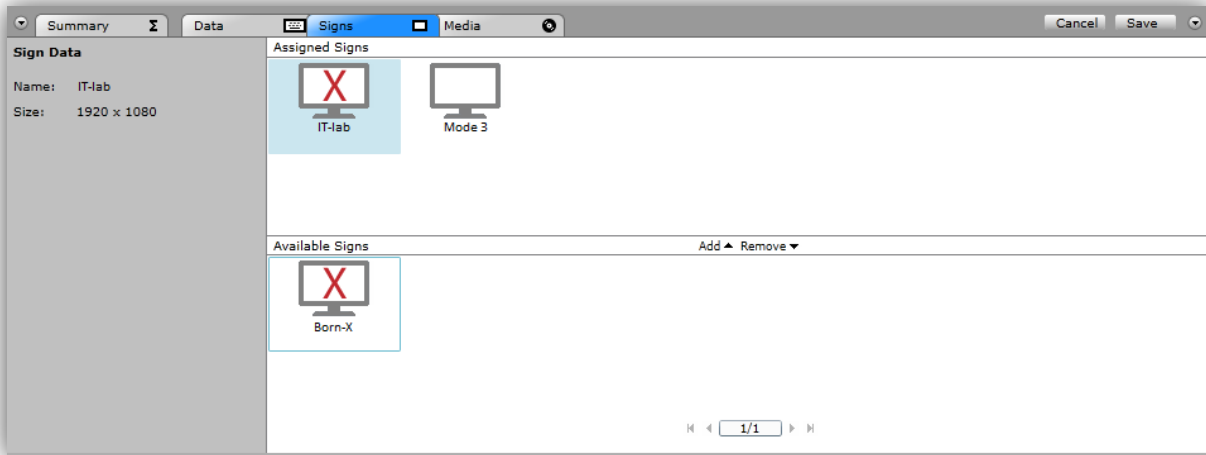 Summary Σ Data Signs Media Cancel Save
Sign Data
Name: IT-lab
Size: 1920 x 1080
Assigned Signs
X
IT-lab Mode 3
Available Signs Add Remove
X
Born-X
1/1